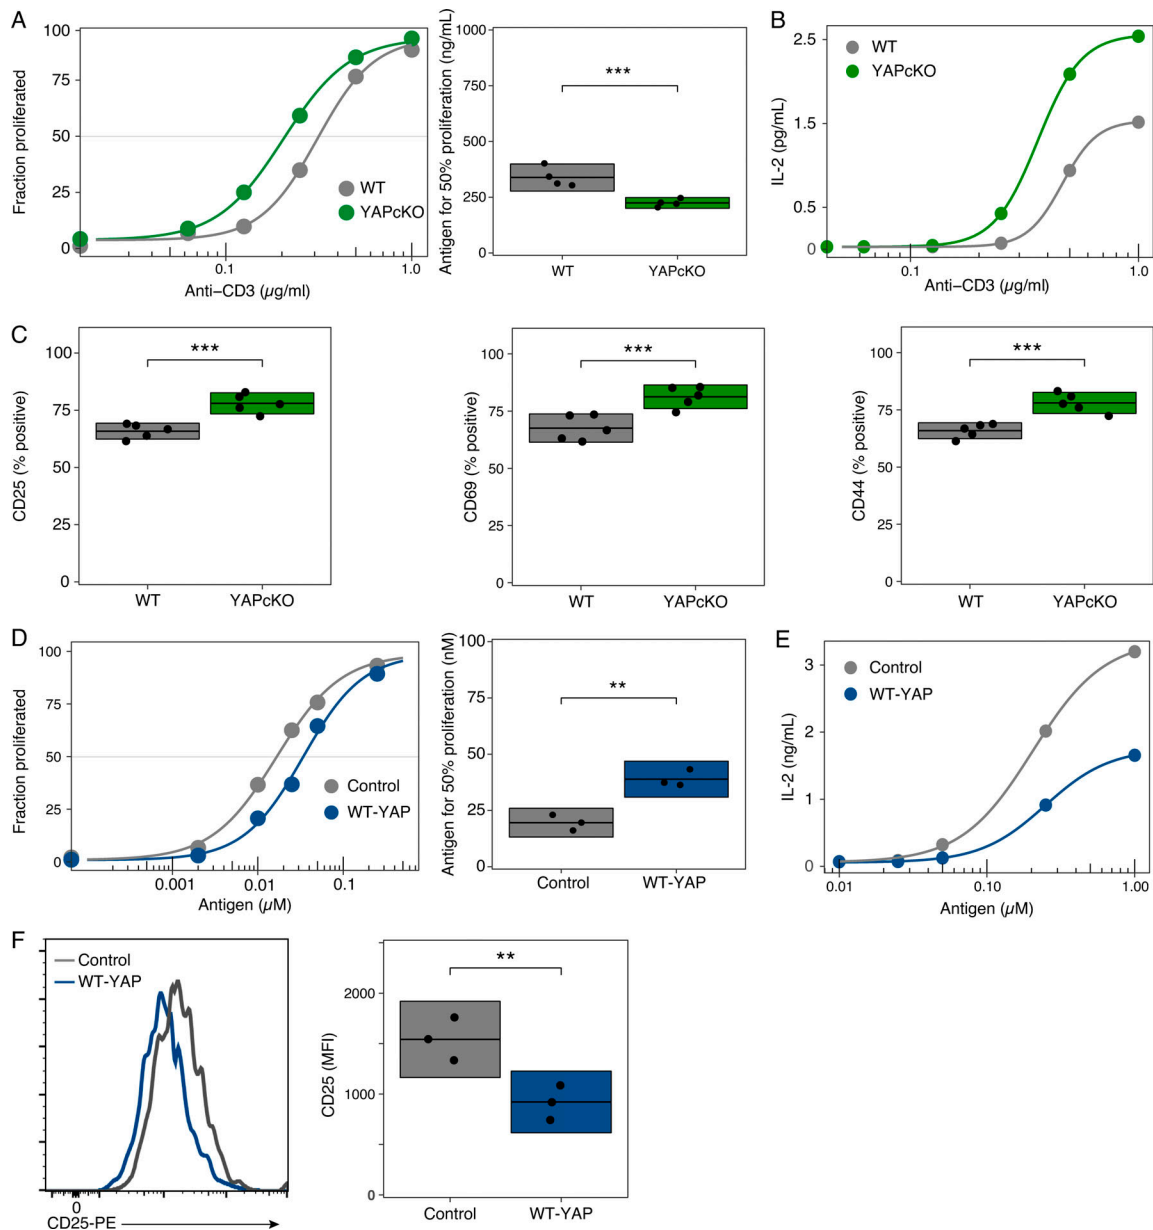 A
Fraction proliferated
100
75
50
25
0
0.1
1.0
Anti–CD3 (µg/ml)
WT
YAPcKO
Antigen for 50% proliferation (ng/mL)
1000
750
500
250
0
***
WT
YAPcKO
B
IL-2 (pg/mL)
2.5
1.5
0.5
0
0.1
1.0
Anti–CD3 (µg/ml)
WT
YAPcKO
C
CD25 (% positive)
100
75
50
25
0
***
WT
YAPcKO
CD69 (% positive)
100
75
50
25
0
***
WT
YAPcKO
CD44 (% positive)
100
75
50
25
0
***
WT
YAPcKO
D
Fraction proliferated
100
75
50
25
0
0.001
0.01
0.1
Antigen (µM)
Control
WT-YAP
Antigen for 50% proliferation (nM)
100
75
50
25
0
**
Control
WT-YAP
E
IL-2 (ng/mL)
3
2
1
0
0.01
0.10
1.00
Antigen (µM)
Control
WT-YAP
F
Control
WT-YAP
0
CD25-PE
CD25 (MFI)
2000
1000
0
**
Control
WT-YAP